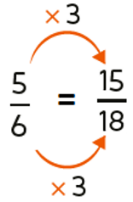 × 3
5/6 = 15/18
× 3